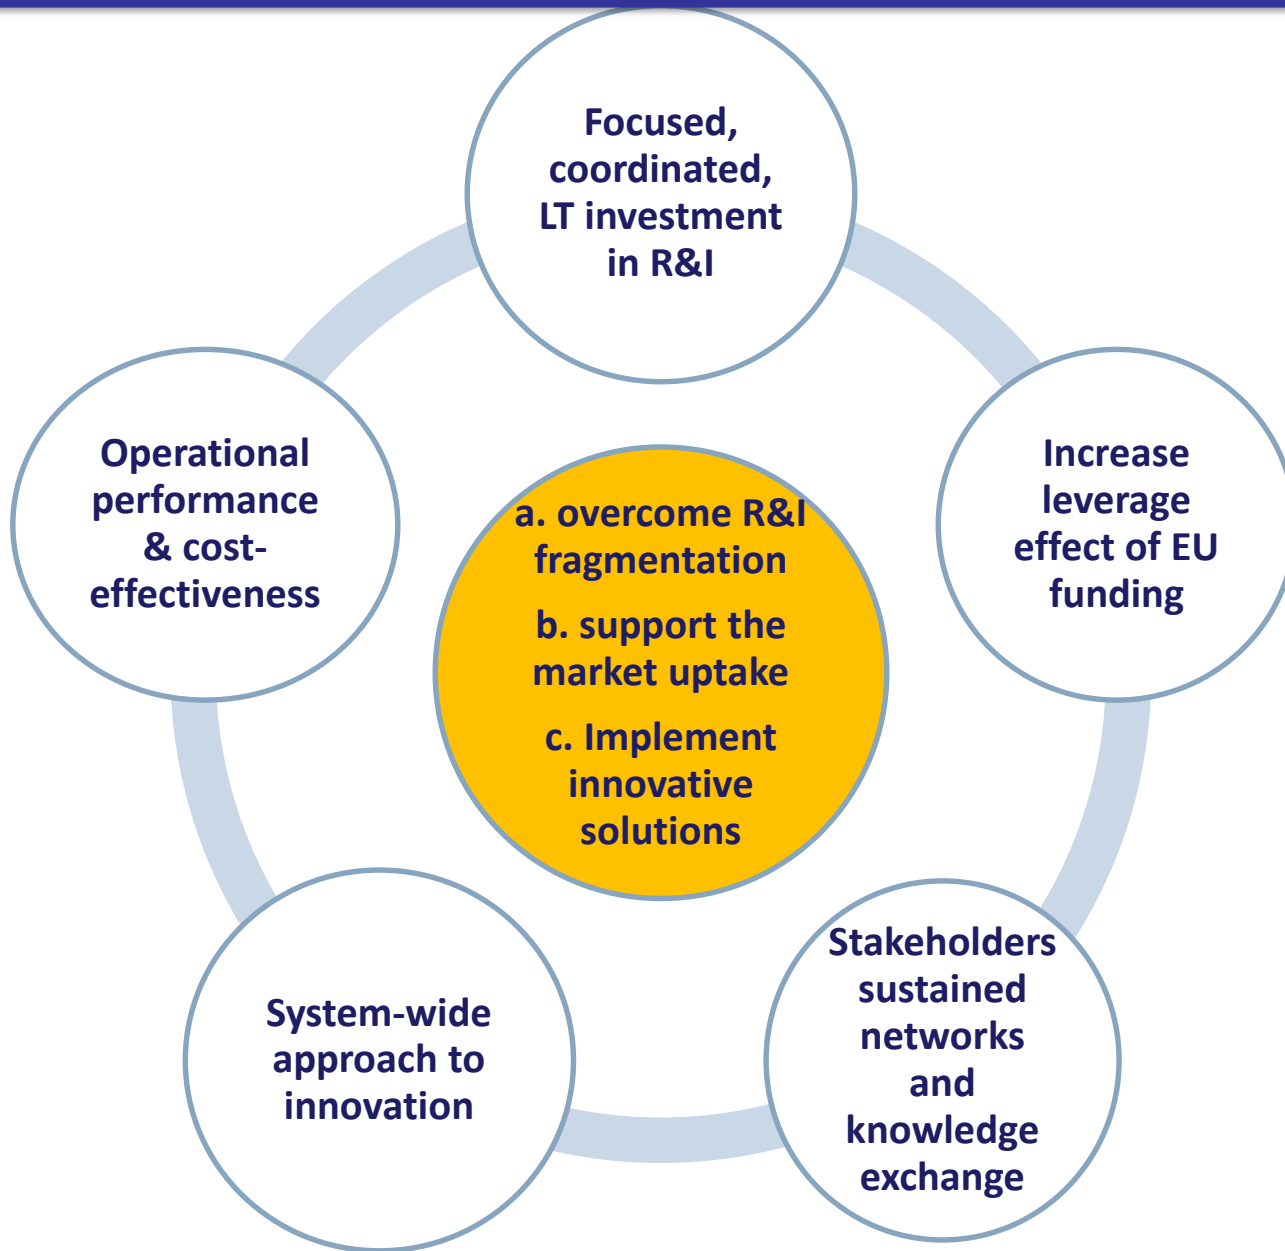 Focused,
coordinated,
LT investment
in R&I
Operational
performance
& cost-
effectiveness
Increase
leverage
effect of EU
funding
a. overcome R&I
fragmentation
b. support the
market uptake
c. Implement
innovative
solutions
System-wide
approach to
innovation
Stakeholders
sustained
networks
and
knowledge
exchange